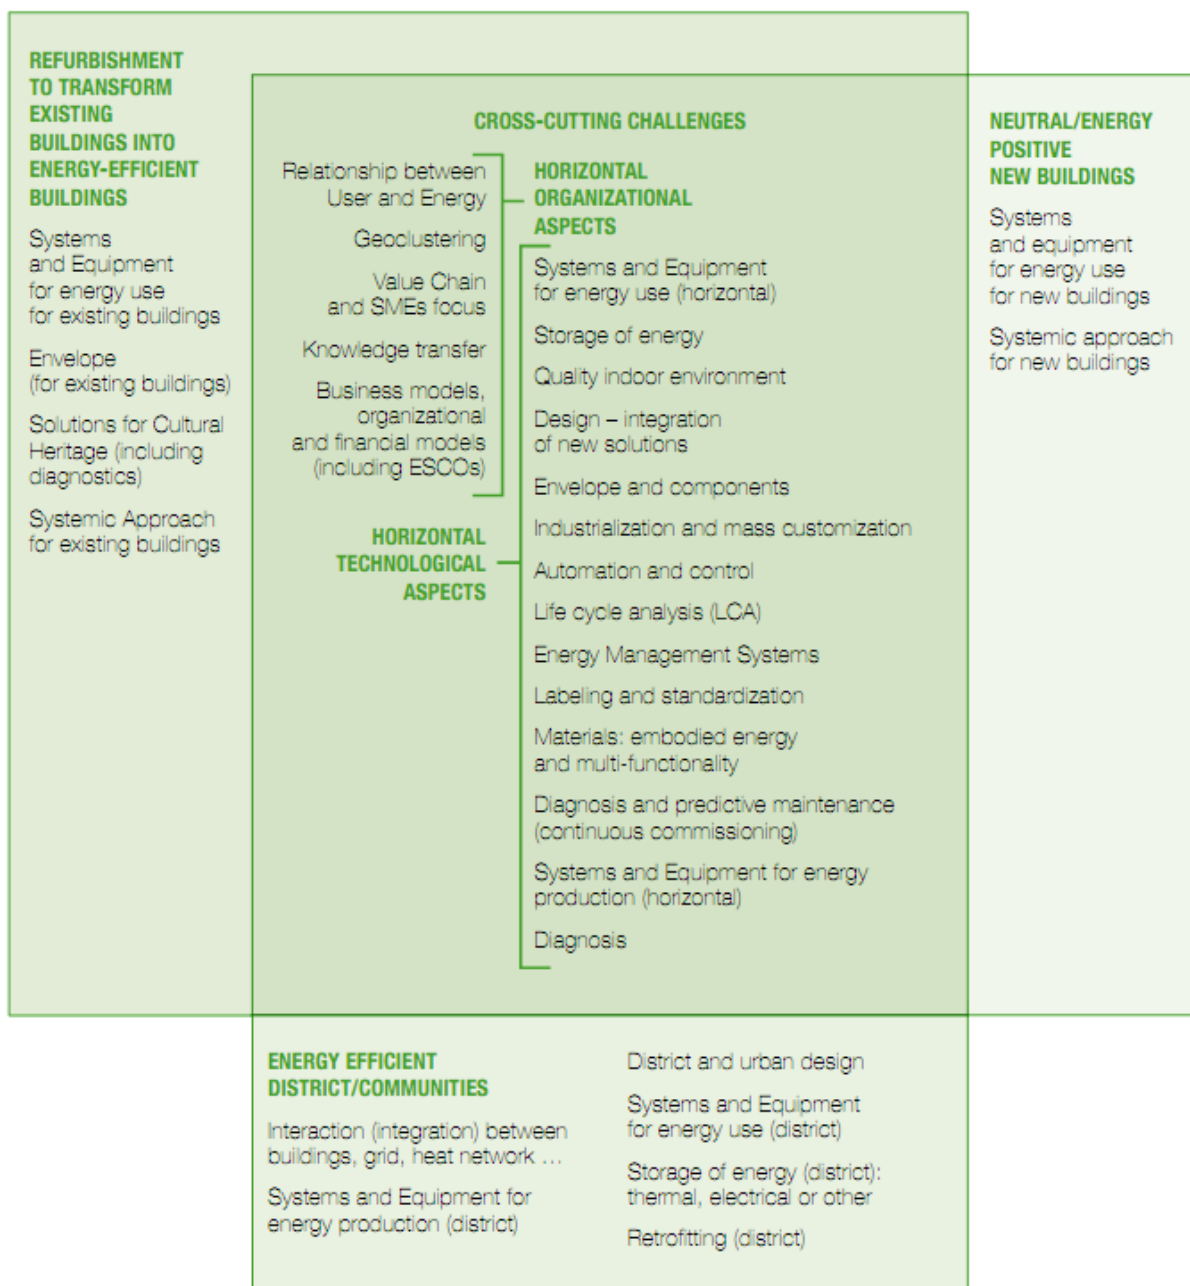 REFURBISHMENT
TO TRANSFORM
EXISTING
BUILDINGS INTO
ENERGY-EFFICIENT
BUILDINGS
Systems
and Equipment
for energy use
for existing buildings
Envelope
(for existing buildings)
Solutions for Cultural
Heritage (including
diagnostics)
Systemic Approach
for existing buildings
CROSS-CUTTING CHALLENGES
Relationship between
User and Energy
Geoclustering
Value Chain
and SMEs focus
Knowledge transfer
Business models,
organizational
and financial models
(including ESCOs)
HORIZONTAL
ORGANIZATIONAL
ASPECTS
HORIZONTAL
TECHNOLOGICAL
ASPECTS
Systems and Equipment
for energy use (horizontal)
Storage of energy
Quality indoor environment
Design – integration
of new solutions
Envelope and components
Industrialization and mass customization
Automation and control
Life cycle analysis (LCA)
Energy Management Systems
Labeling and standardization
Materials: embodied energy
and multi-functionality
Diagnosis and predictive maintenance
(continuous commissioning)
Systems and Equipment for energy
production (horizontal)
Diagnosis
NEUTRAL/ENERGY
POSITIVE
NEW BUILDINGS
Systems
and equipment
for energy use
for new buildings
Systemic approach
for new buildings
ENERGY EFFICIENT
DISTRICT/COMMUNITIES
Interaction (integration) between
buildings, grid, heat network ...
Systems and Equipment for
energy production (district)
District and urban design
Systems and Equipment
for energy use (district)
Storage of energy (district):
thermal, electrical or other
Retrofitting (district)